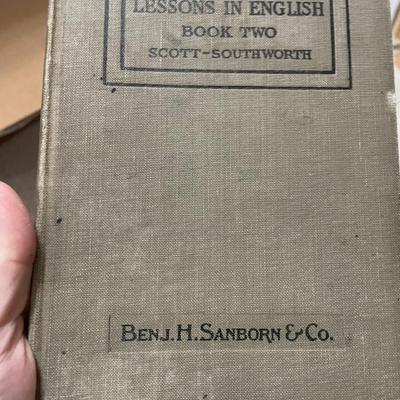 LESSONS IN ENGLISH
BOOK TWO
SCOTT-SOUTHWORTH
BENJ. H. SANBORN & CO.